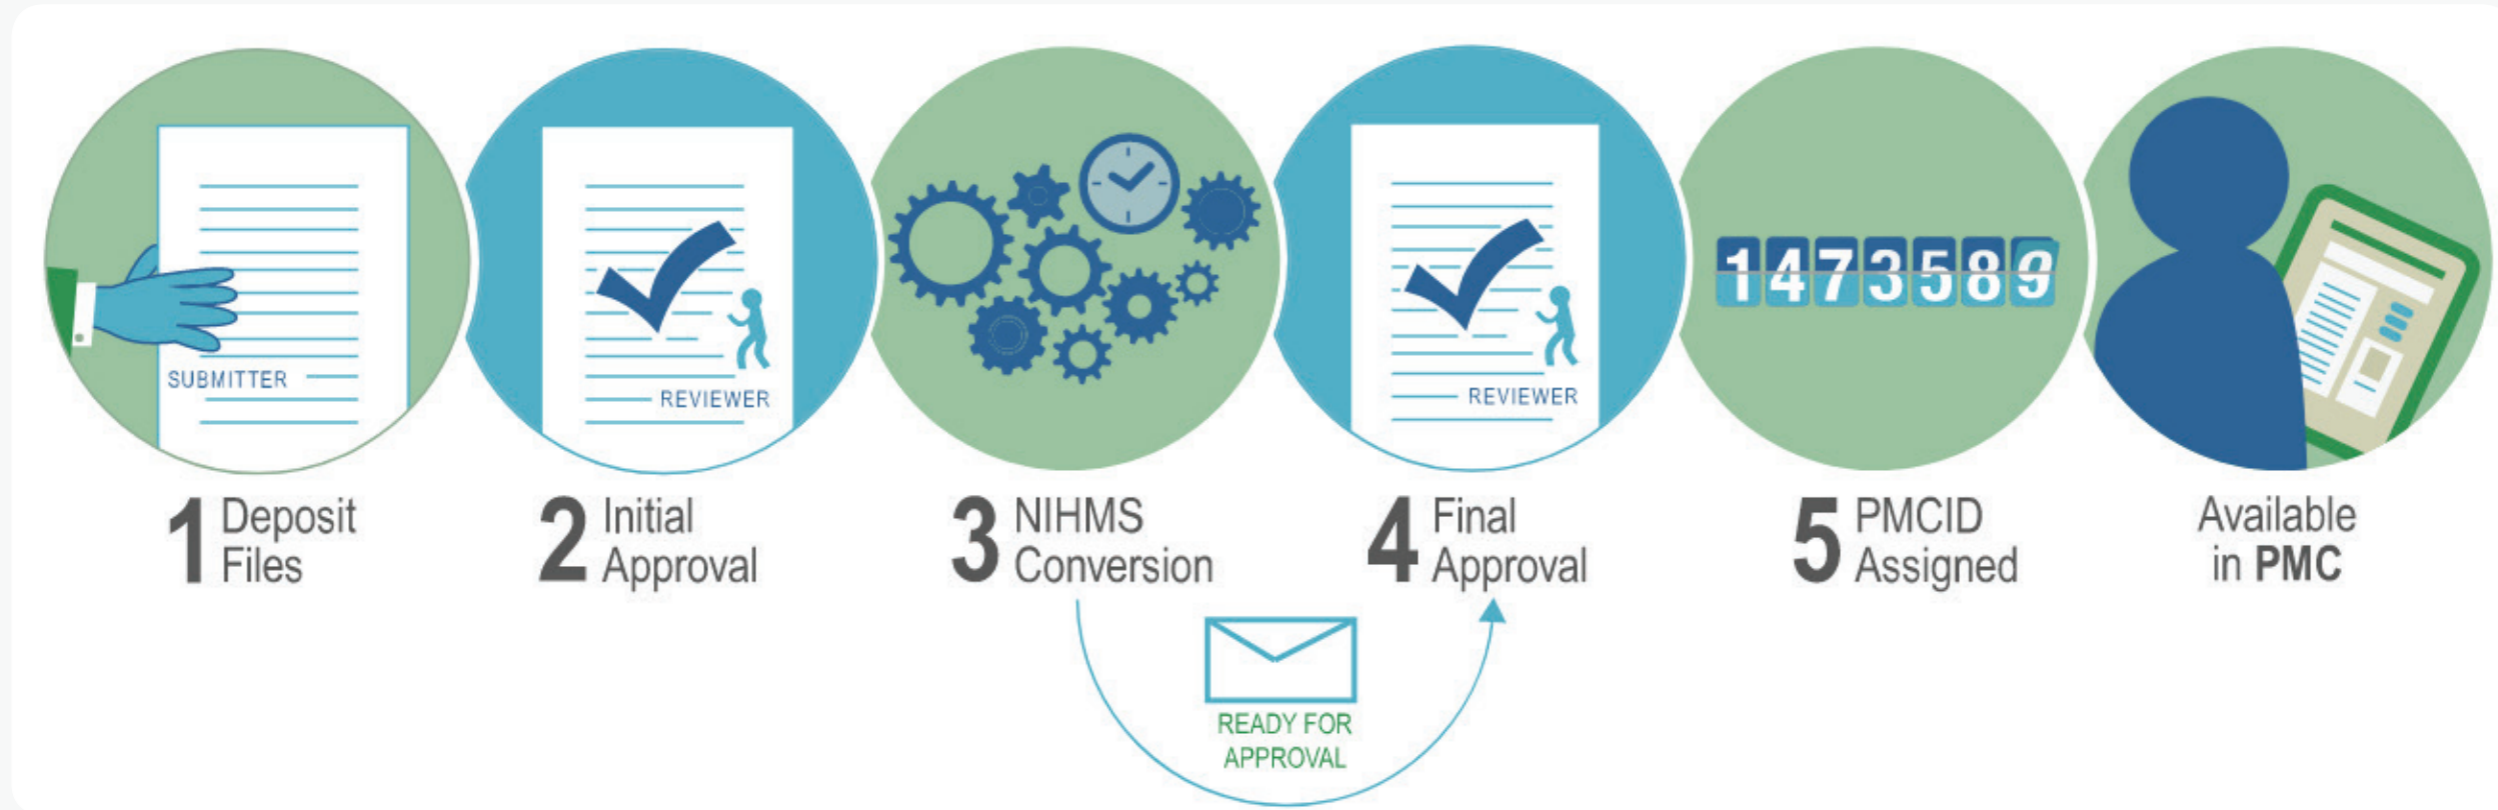 SUBMITTER
REVIEWER
REVIEWER
1473589
1 Deposit
Files
2 Initial
Approval
3 NIHMS
Conversion
4 Final
Approval
5 PMCID
Assigned
Available
in PMC
READY FOR
APPROVAL